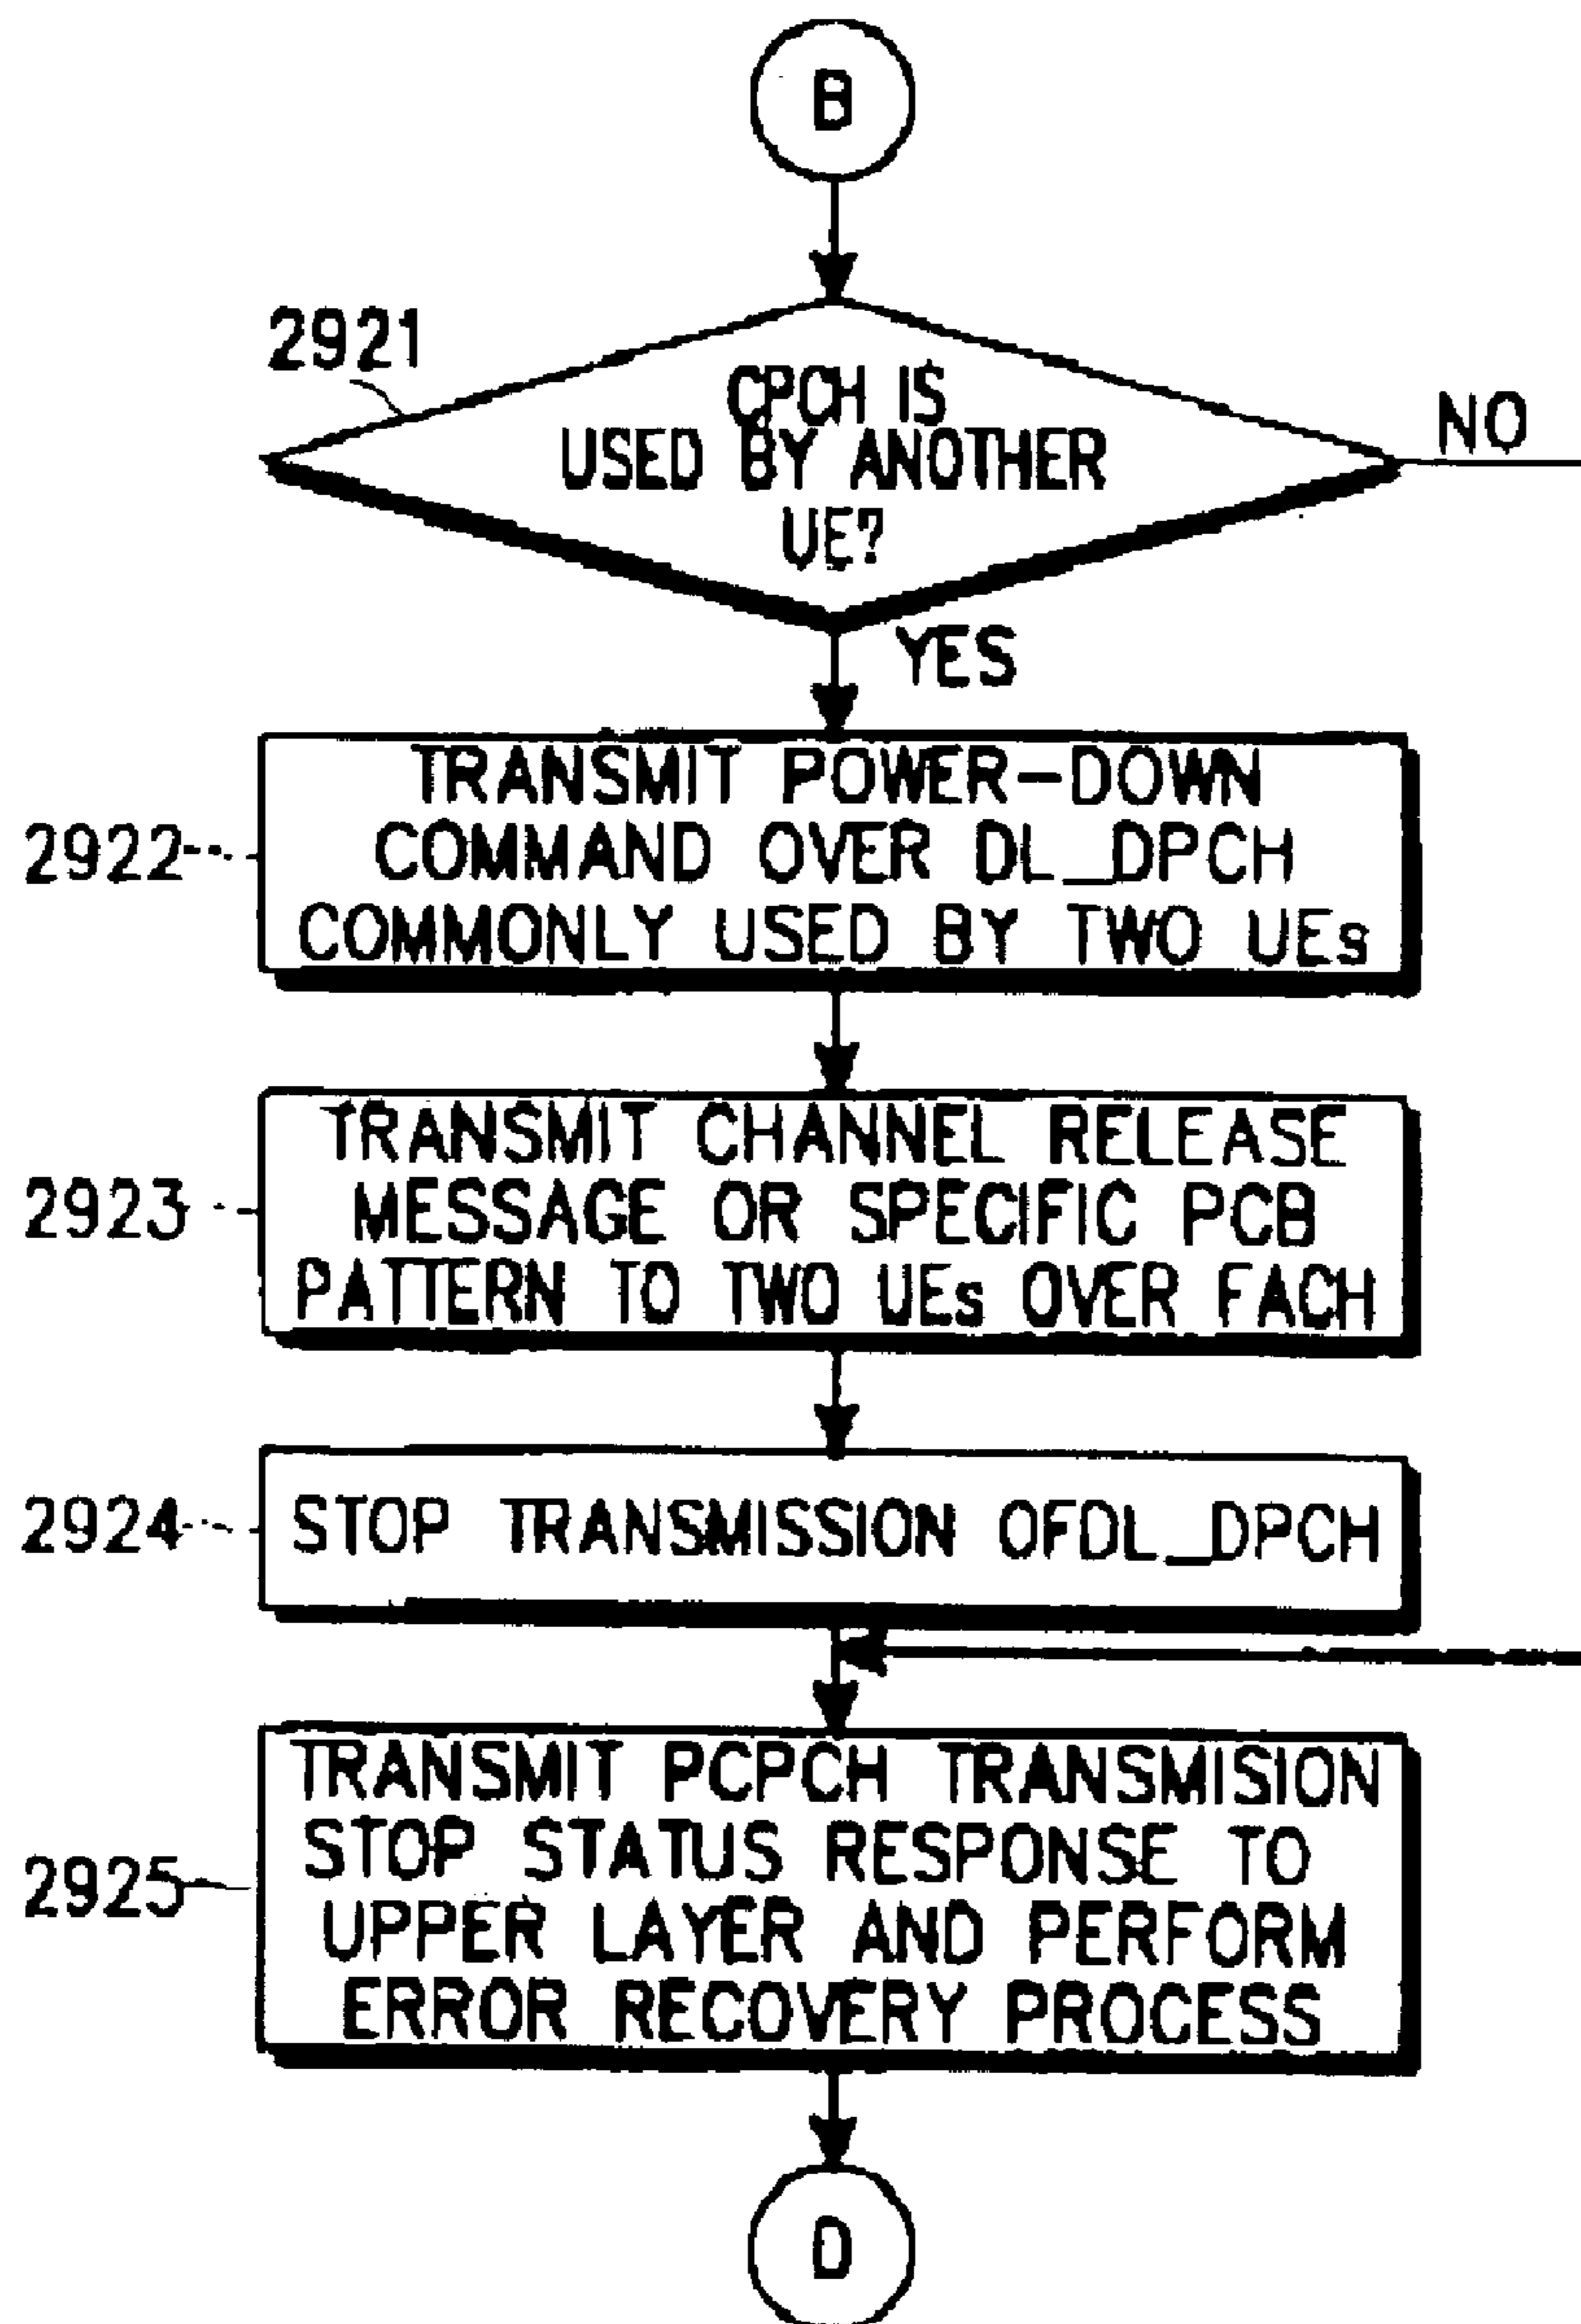 B
2921
CPCH IS
USED BY ANOTHER
UE?
NO
YES
2922
TRANSMIT POWER-DOWN
COMMAND OVER DL_DPCH
COMMONLY USED BY TWO UEs
2923
TRANSMIT CHANNEL RELEASE
MESSAGE OR SPECIFIC PCB
PATTERN TO TWO UEs OVER FACH
2924
STOP TRANSMISSION OFDL_DPCH
2925
TRANSMIT PCPCH TRANSMISION
STOP STATUS RESPONSE TO
UPPER LAYER AND PERFORM
ERROR RECOVERY PROCESS
D